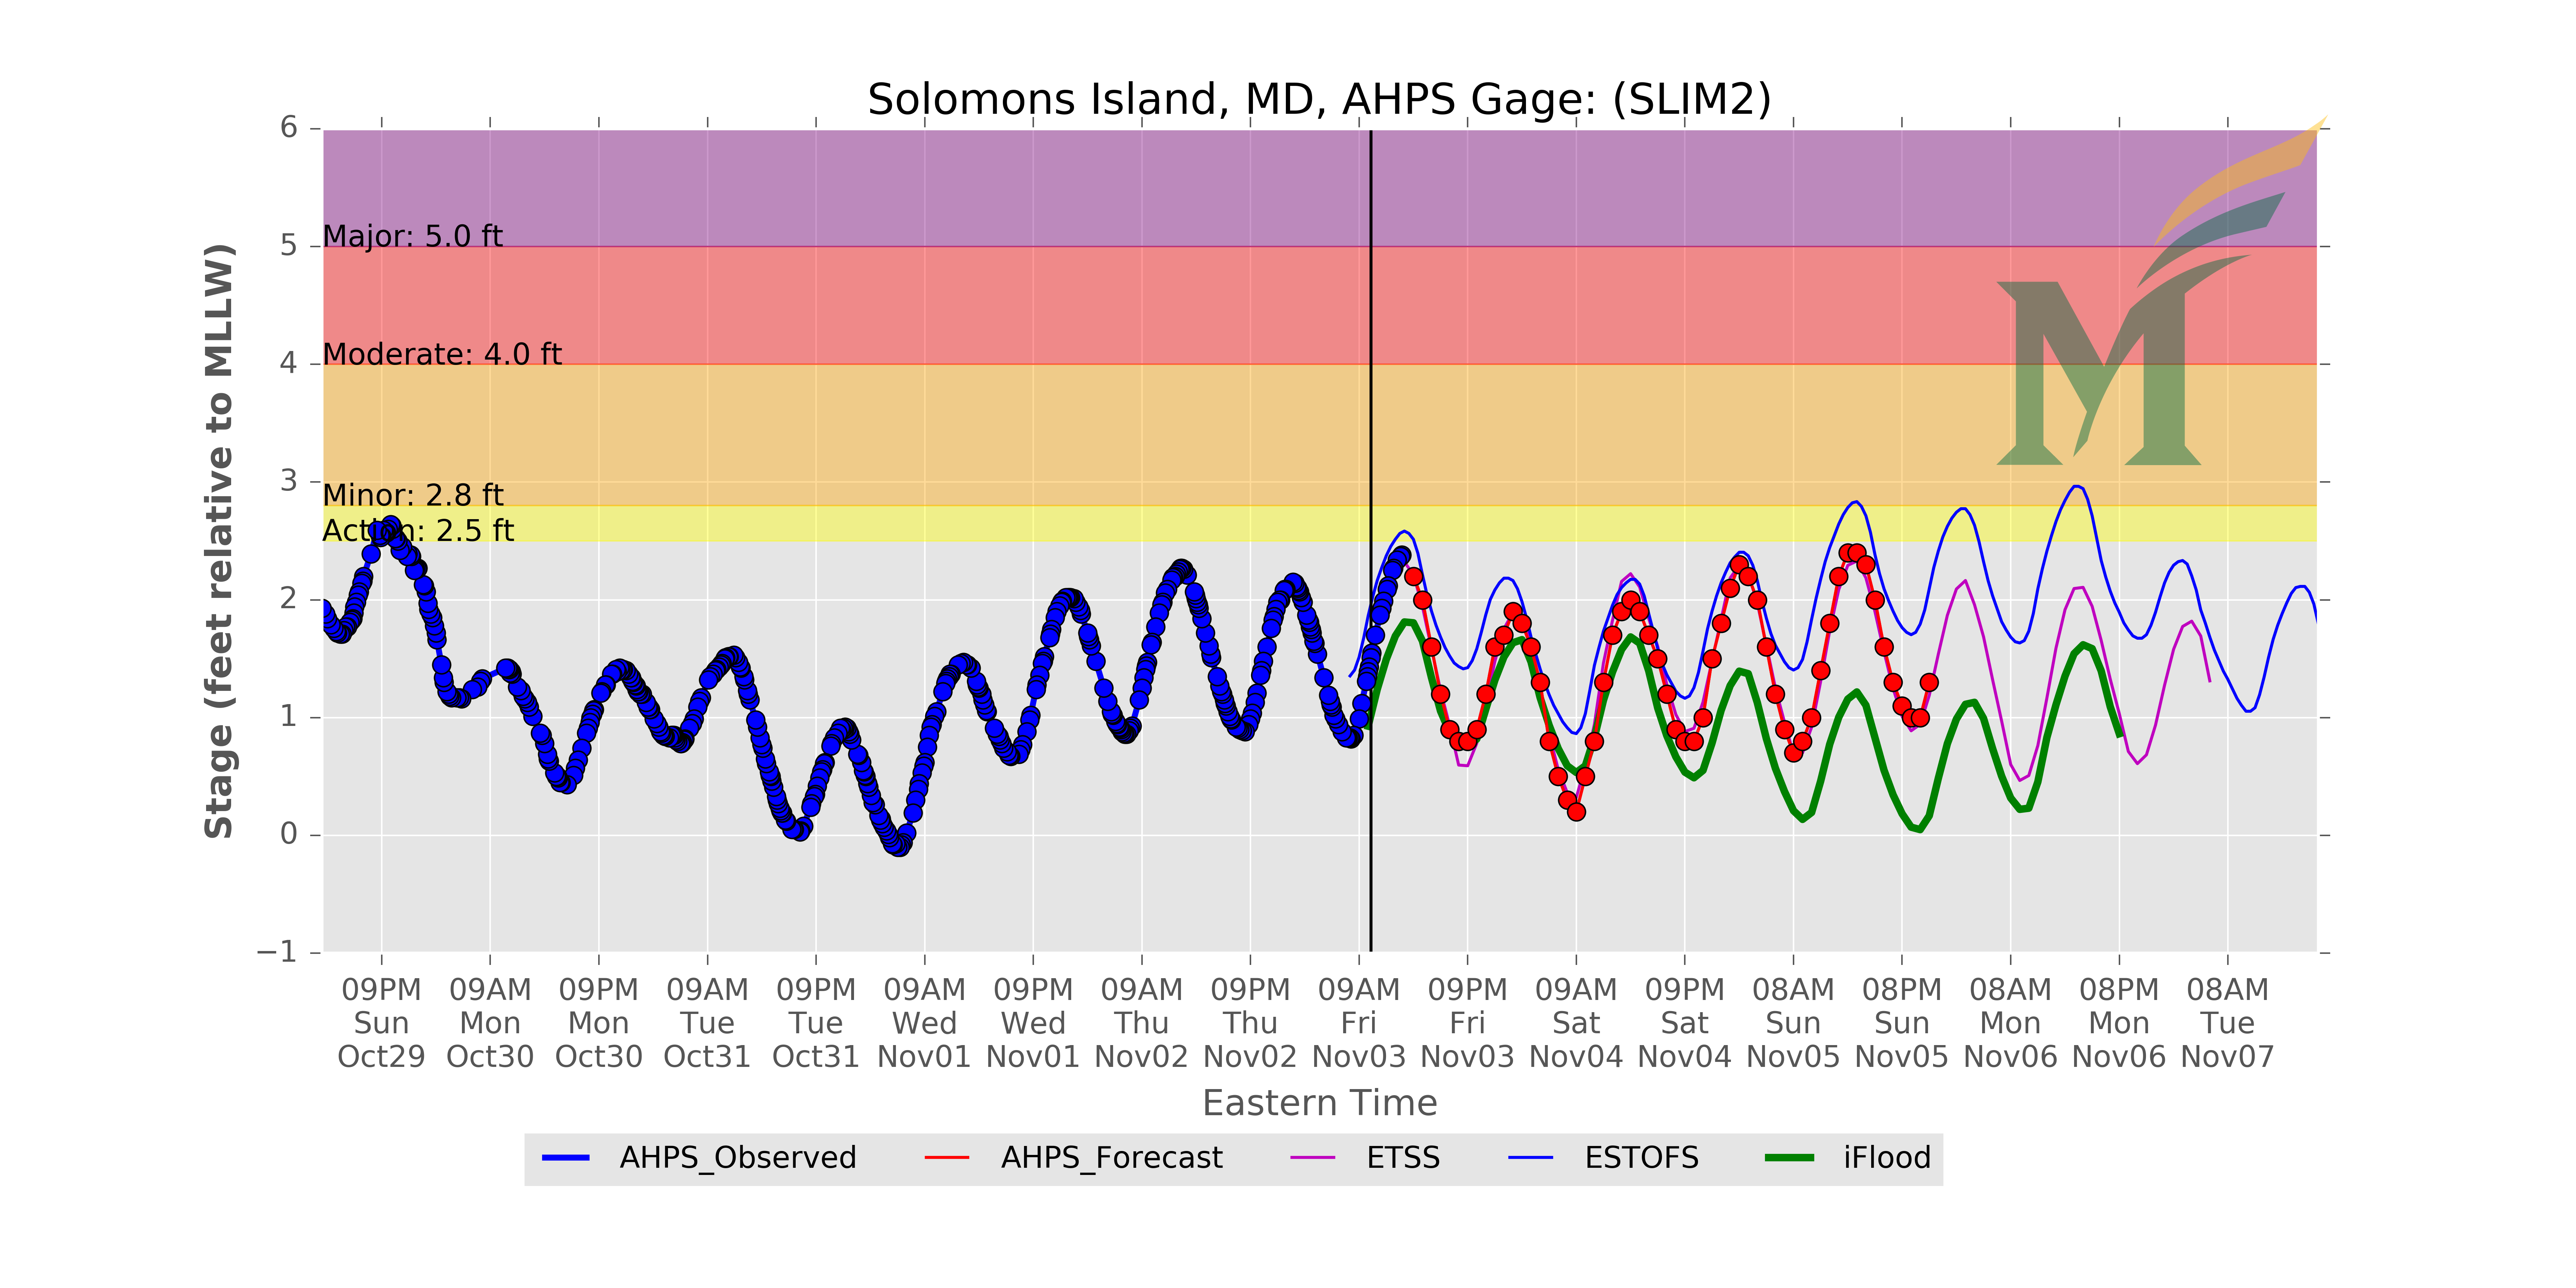 Solomons Island, MD, AHPS Gage: (SLIM2)
6
5
4
3
2
1
0
−1
Stage (feet relative to MLLW)
Major: 5.0 ft
Moderate: 4.0 ft
Minor: 2.8 ft
Action: 2.5 ft
M
09PM 09AM 09PM 09AM 09PM 09AM 09PM 09AM 09PM 09AM 09PM 09AM 09PM 08AM 08PM 08AM 08PM 08AM
Sun Mon Mon Tue Tue Wed Wed Thu Thu Fri Fri Sat Sat Sun Sun Mon Mon Tue
Oct29 Oct30 Oct30 Oct31 Oct31 Nov01 Nov01 Nov02 Nov02 Nov03 Nov03 Nov04 Nov04 Nov05 Nov05 Nov06 Nov06 Nov07
Eastern Time
AHPS_Observed AHPS_Forecast ETSS ESTOFS iFlood